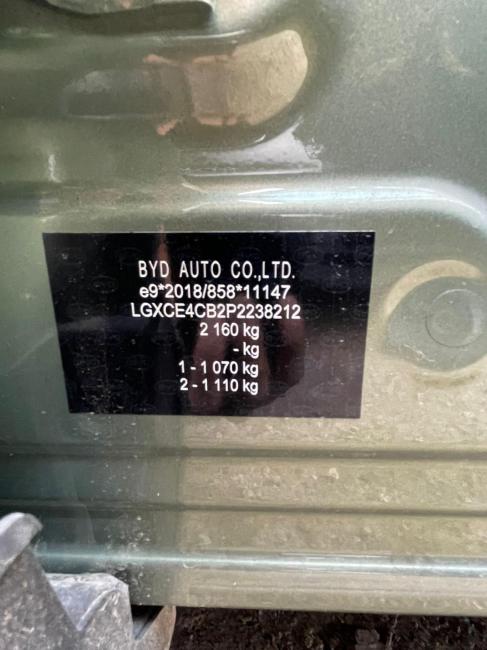 BYD AUTO CO.,LTD.
e9*2018/858*11147
LGXCE4CB2P2238212
2 160 kg
- kg
1 - 1 070 kg
2 - 1 110 kg